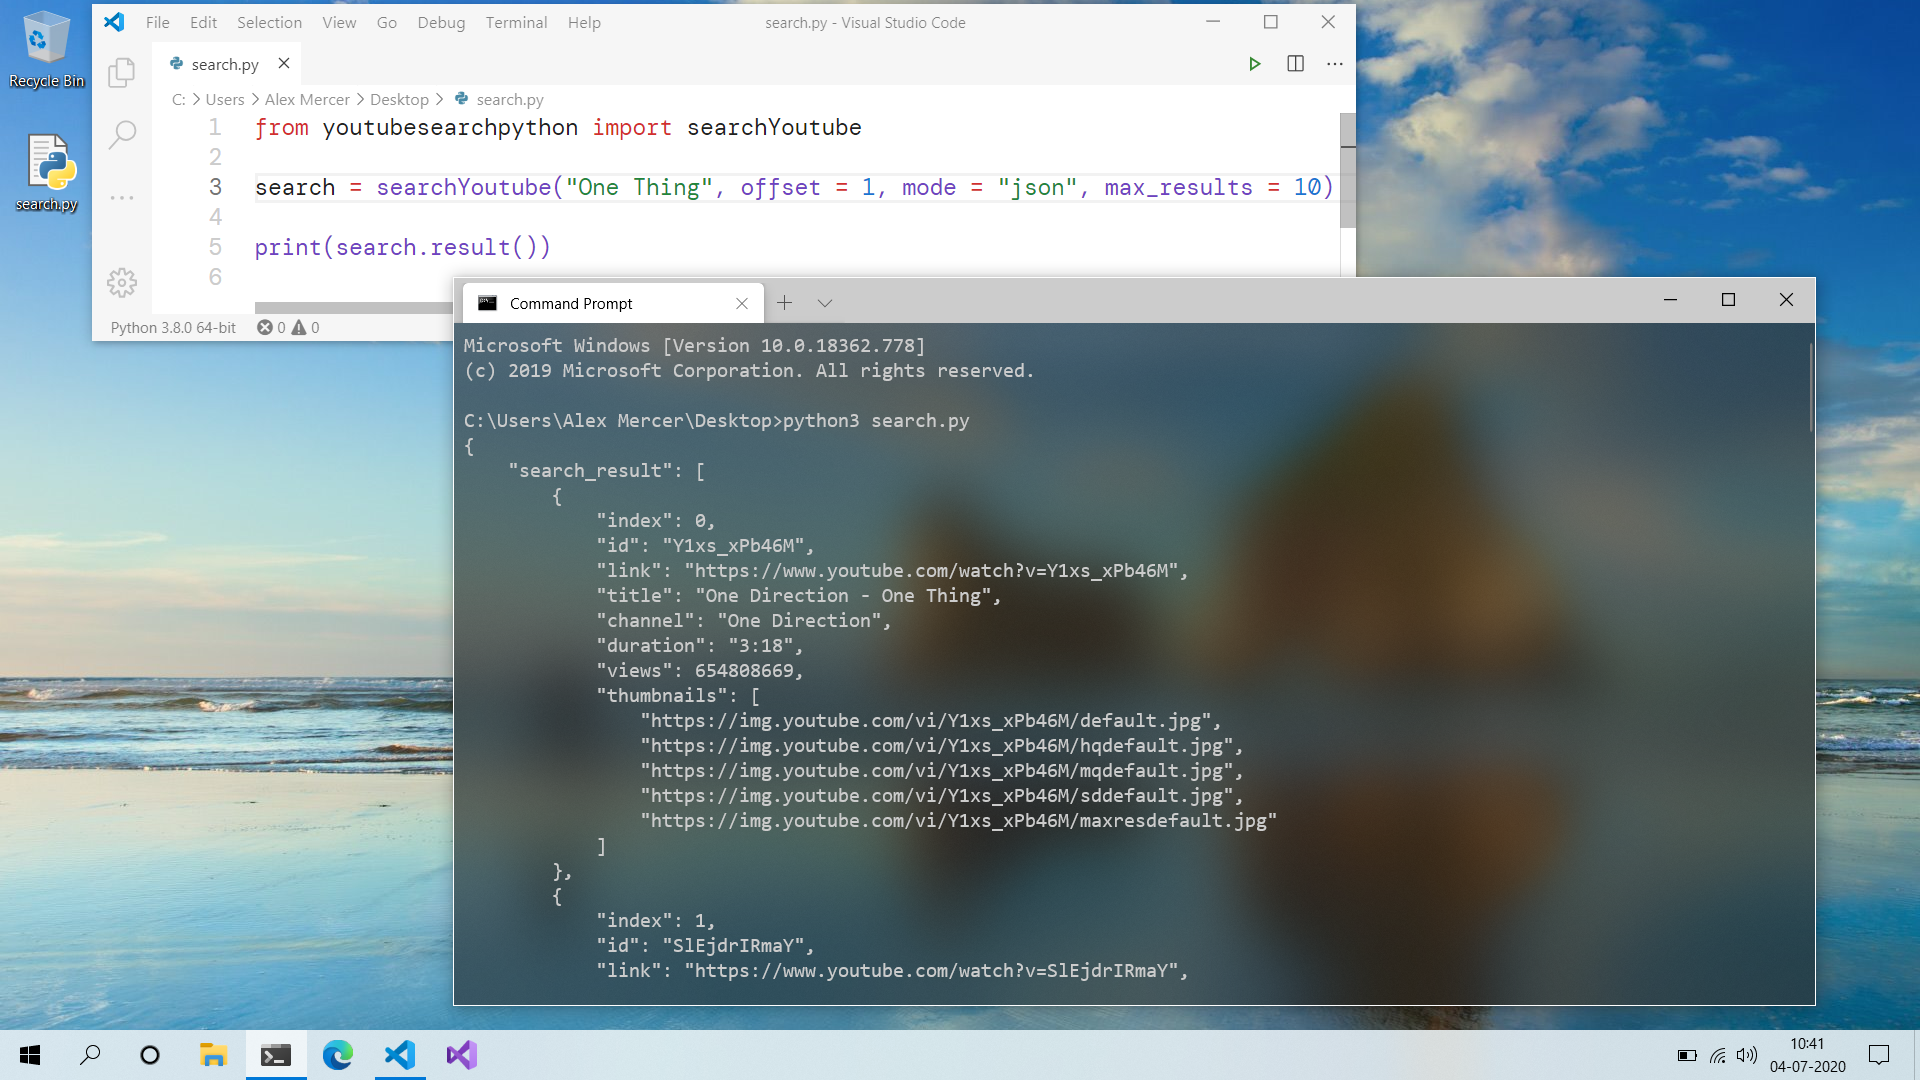 Recycle Bin
search.py
File Edit Selection View Go Debug Terminal Help
search.py - Visual Studio Code
search.py
C: > Users > Alex Mercer > Desktop > search.py
1 from youtubesearchpython import searchYoutube
2
3 search = searchYoutube("One Thing", offset = 1, mode = "json", max_results = 10)
4
5 print(search.result())
6
Python 3.8.0 64-bit 0 0
Command Prompt
Microsoft Windows [Version 10.0.18362.778]
(c) 2019 Microsoft Corporation. All rights reserved.
C:\Users\Alex Mercer\Desktop>python3 search.py
{
"search_result": [
{
"index": 0,
"id": "Y1xs_xPb46M",
"link": "https://www.youtube.com/watch?v=Y1xs_xPb46M",
"title": "One Direction - One Thing",
"channel": "One Direction",
"duration": "3:18",
"views": 654808669,
"thumbnails": [
"https://img.youtube.com/vi/Y1xs_xPb46M/default.jpg",
"https://img.youtube.com/vi/Y1xs_xPb46M/hqdefault.jpg",
"https://img.youtube.com/vi/Y1xs_xPb46M/mqdefault.jpg",
"https://img.youtube.com/vi/Y1xs_xPb46M/sddefault.jpg",
"https://img.youtube.com/vi/Y1xs_xPb46M/maxresdefault.jpg"
]
},
{
"index": 1,
"id": "SlEjdrIRmaY",
"link": "https://www.youtube.com/watch?v=SlEjdrIRmaY",
10:41
04-07-2020